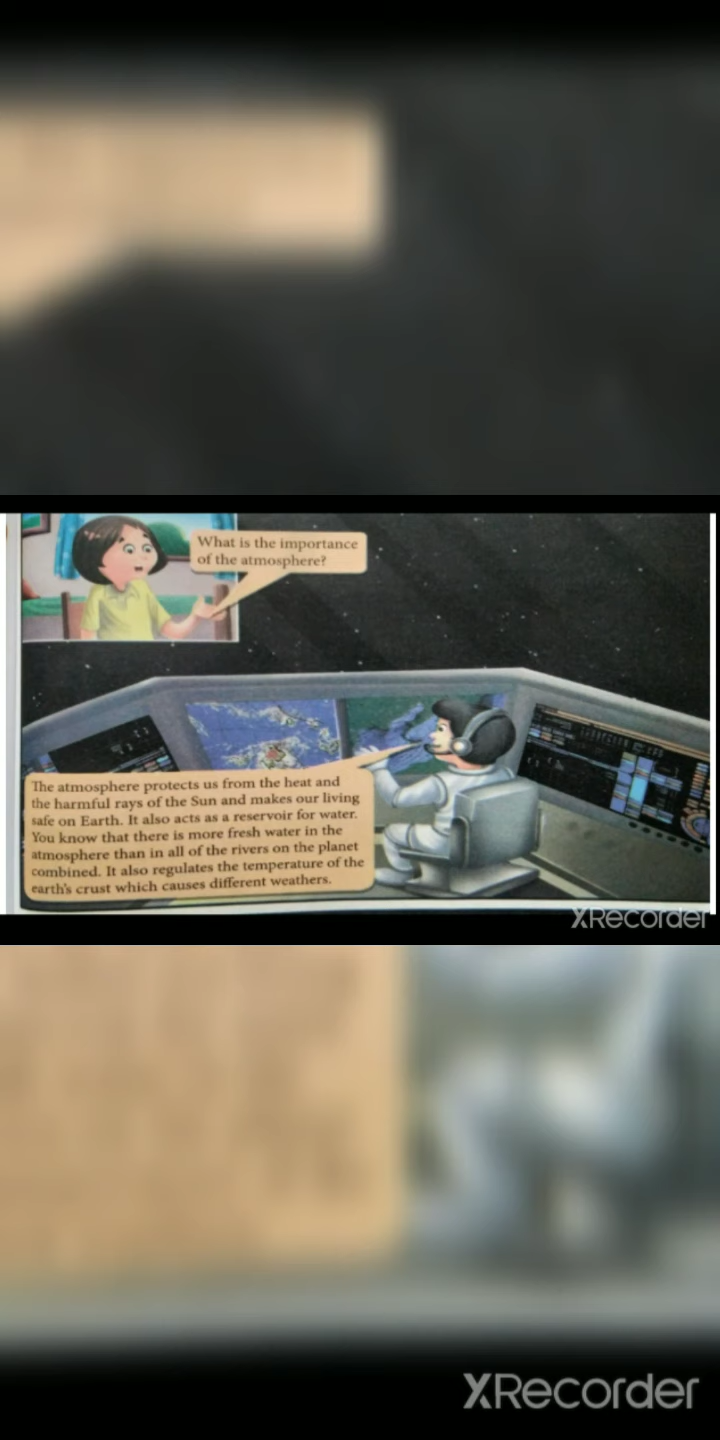 What is the importance
of the atmosphere?
The atmosphere protects us from the heat and
the harmful rays of the Sun and makes our living
safe on Earth. It also acts as a reservoir for water.
You know that there is more fresh water in the
atmosphere than in all of the rivers on the planet
combined. It also regulates the temperature of the
earth's crust which causes different weathers.
XRecorder
XRecorder